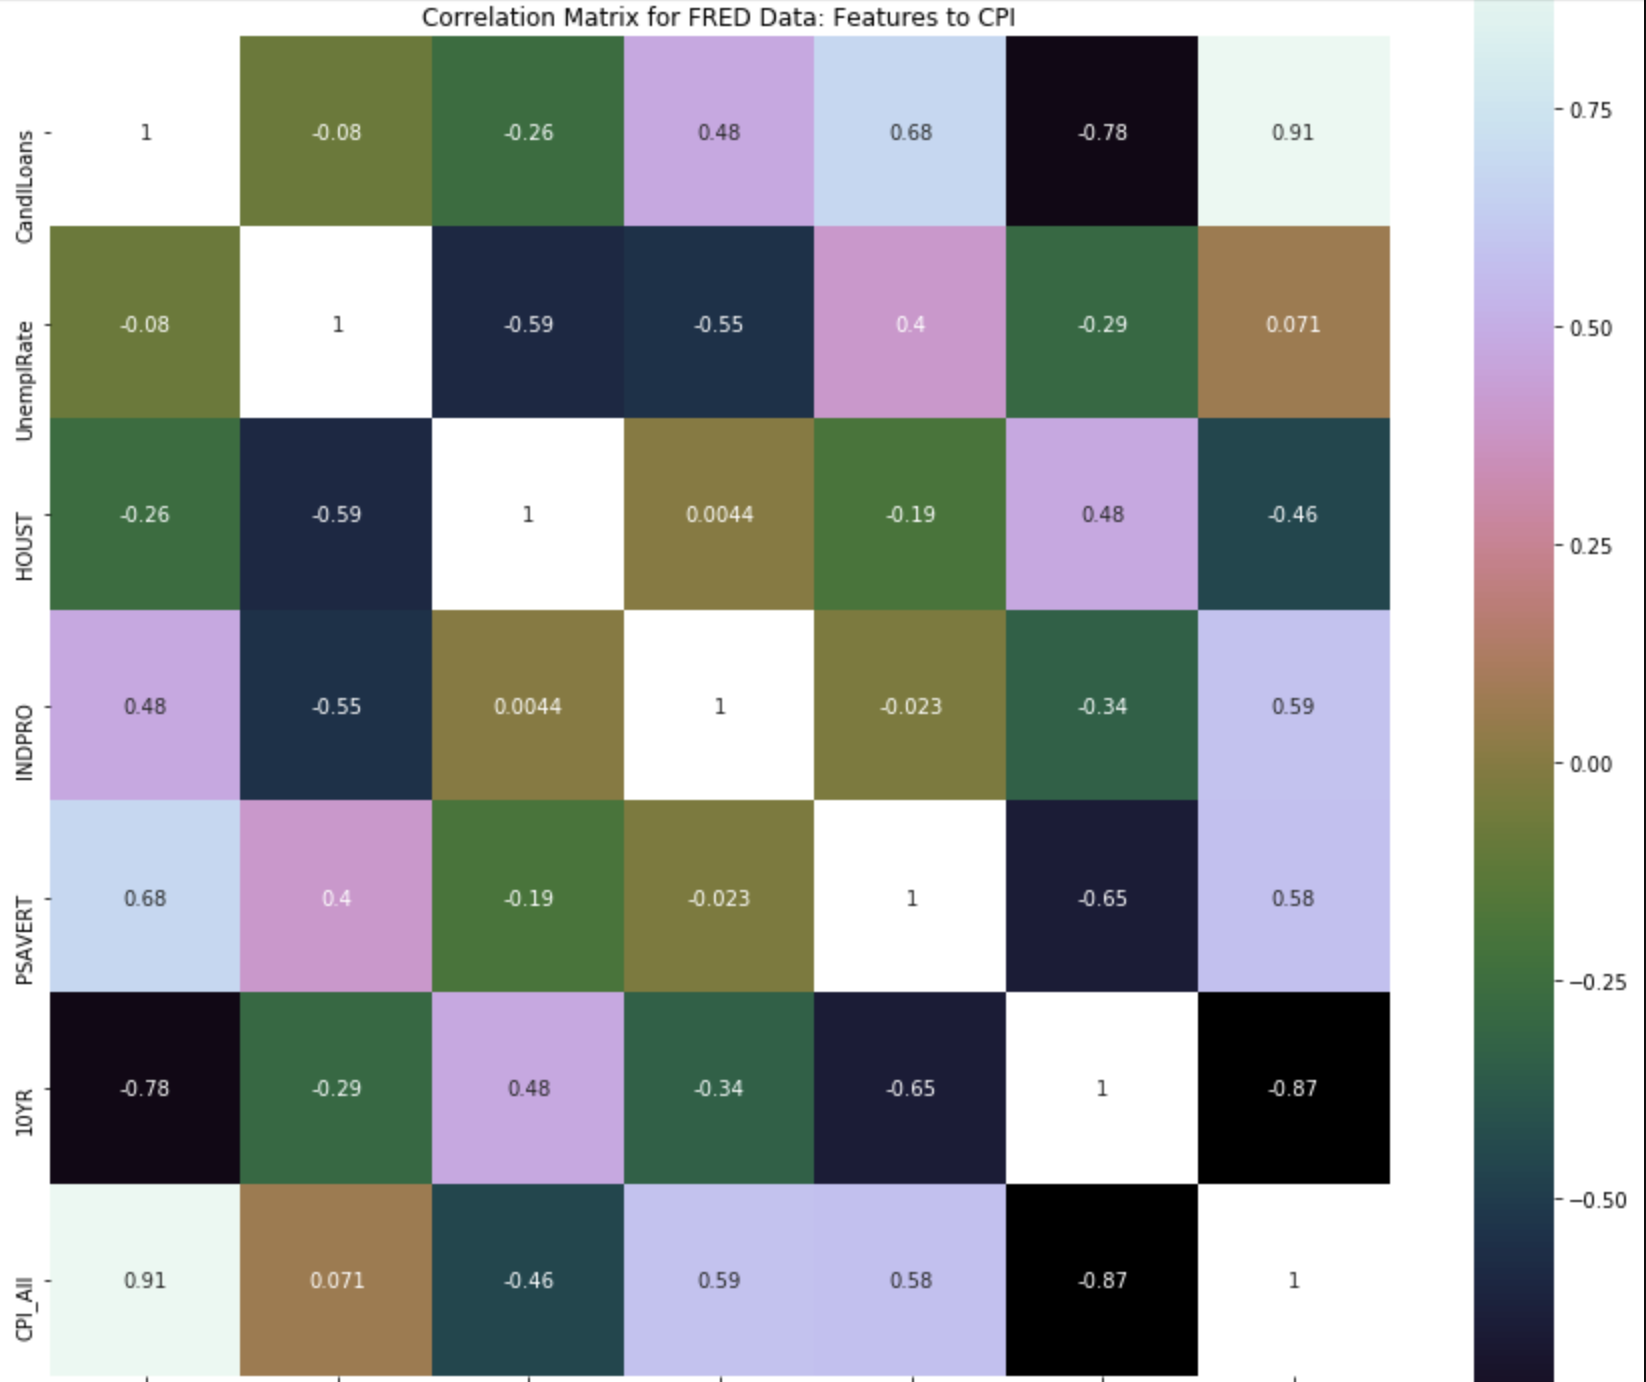 Correlation Matrix for FRED Data: Features to CPI
CandILoans 1 -0.08 -0.26 0.48 0.68 -0.78 0.91
UnemplRate -0.08 1 -0.59 -0.55 0.4 -0.29 0.071
HOUST -0.26 -0.59 1 0.0044 -0.19 0.48 -0.46
INDPRO 0.48 -0.55 0.0044 1 -0.023 -0.34 0.59
PSAVERT 0.68 0.4 -0.19 -0.023 1 -0.65 0.58
10YR -0.78 -0.29 0.48 -0.34 -0.65 1 -0.87
CPI_All 0.91 0.071 -0.46 0.59 0.58 -0.87 1
0.75
0.50
0.25
0.00
−0.25
−0.50